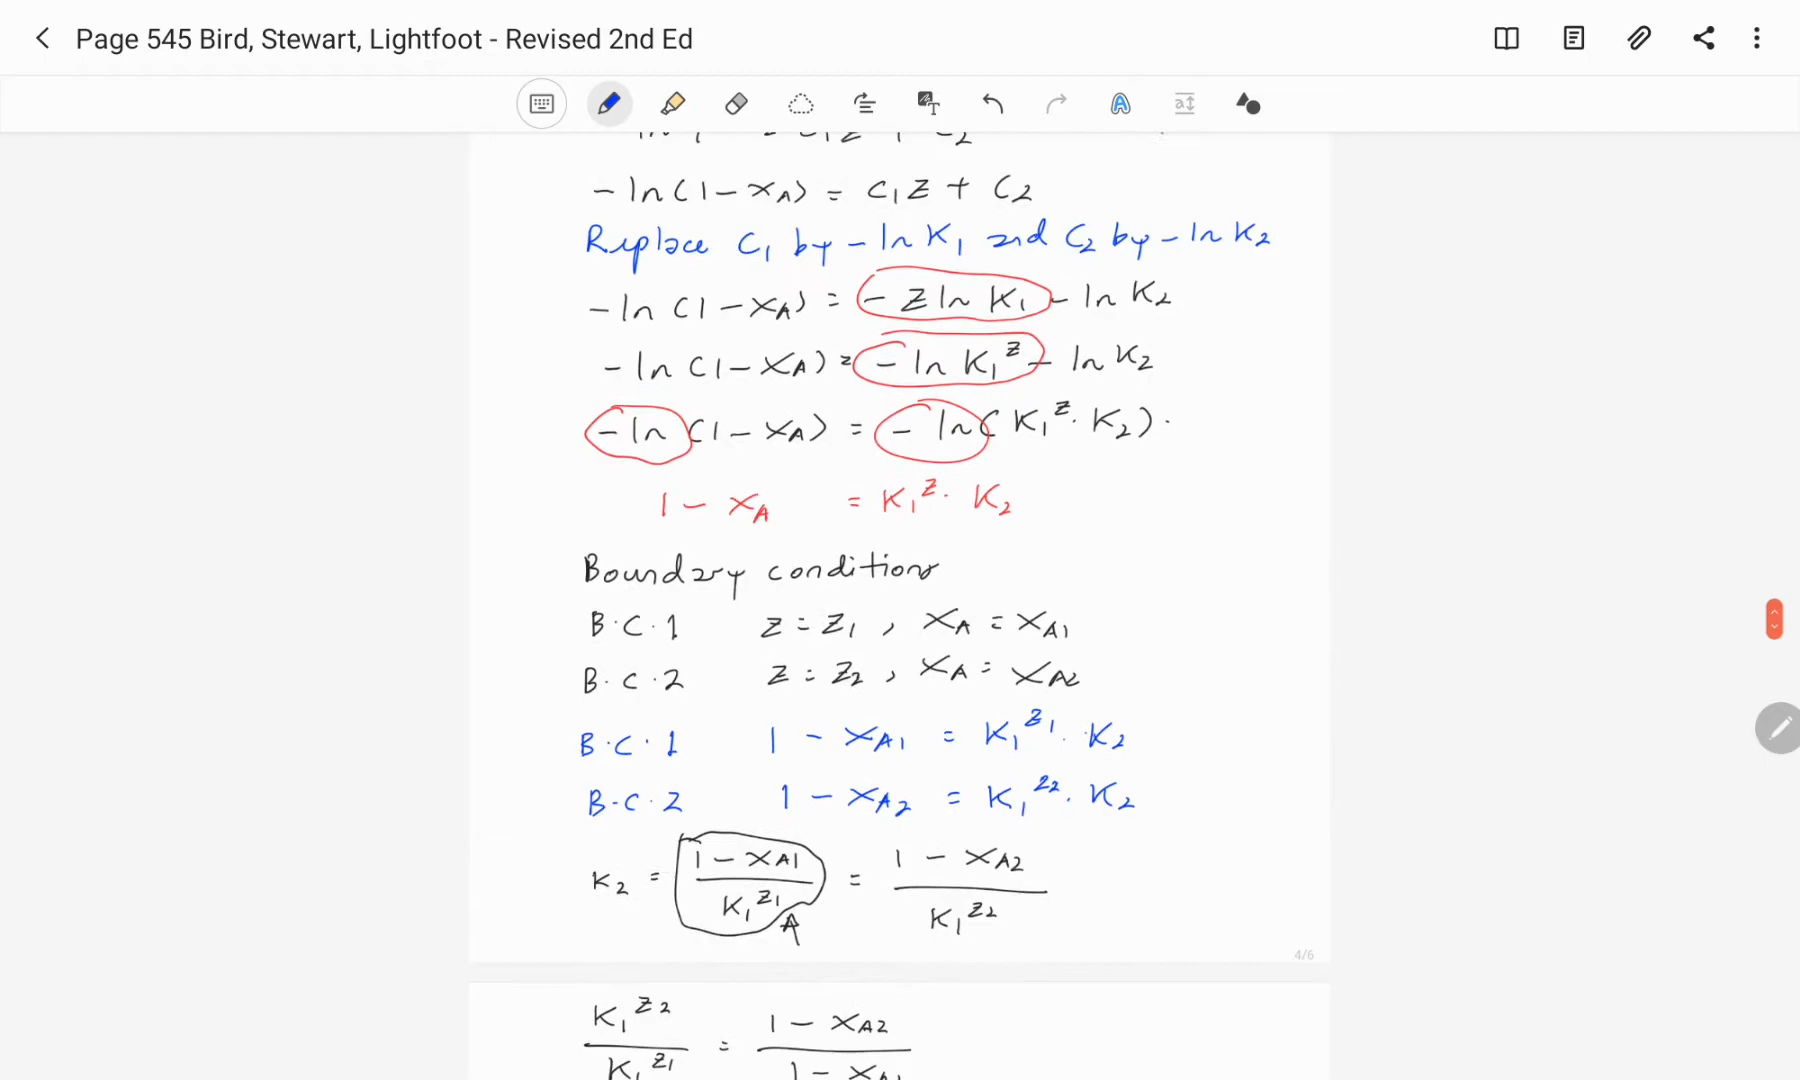 Page 545 Bird, Stewart, Lightfoot - Revised 2nd Ed
- ln(1 - XA) = C1Z + C2
Replace C1 by - ln K1 and C2 by - ln K2
- ln (1 - XA) = - Z ln K1 - ln K2
- ln (1 - XA) = - ln K1^Z - ln K2
- ln (1 - XA) = - ln (K1^Z . K2) .
1 - XA = K1^Z . K2
Boundary conditions
B.C.1 Z = Z1 , XA = XA1
B.C.2 Z = Z2 , XA = XA2
B.C.1 1 - XA1 = K1^Z1 . K2
B.C.2 1 - XA2 = K1^Z2 . K2
K2 = (1 - XA1) / K1^Z1 = (1 - XA2) / K1^Z2
A
4/6
K1^Z2 / K1^Z1 = (1 - XA2) / (1 - XA1)